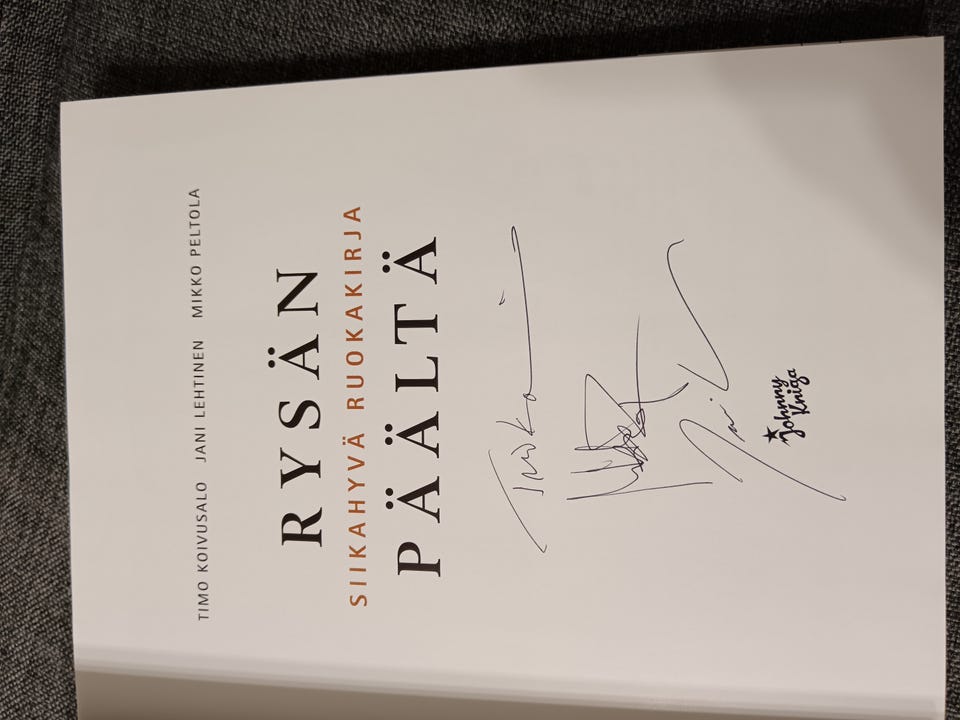 TIMO KOIVUSALO JANI LEHTINEN MIKKO PELTOLA
RYSÄN
SIIKAHYVÄ RUOKAKIRJA
PÄÄLTÄ
Johnny
Kniga